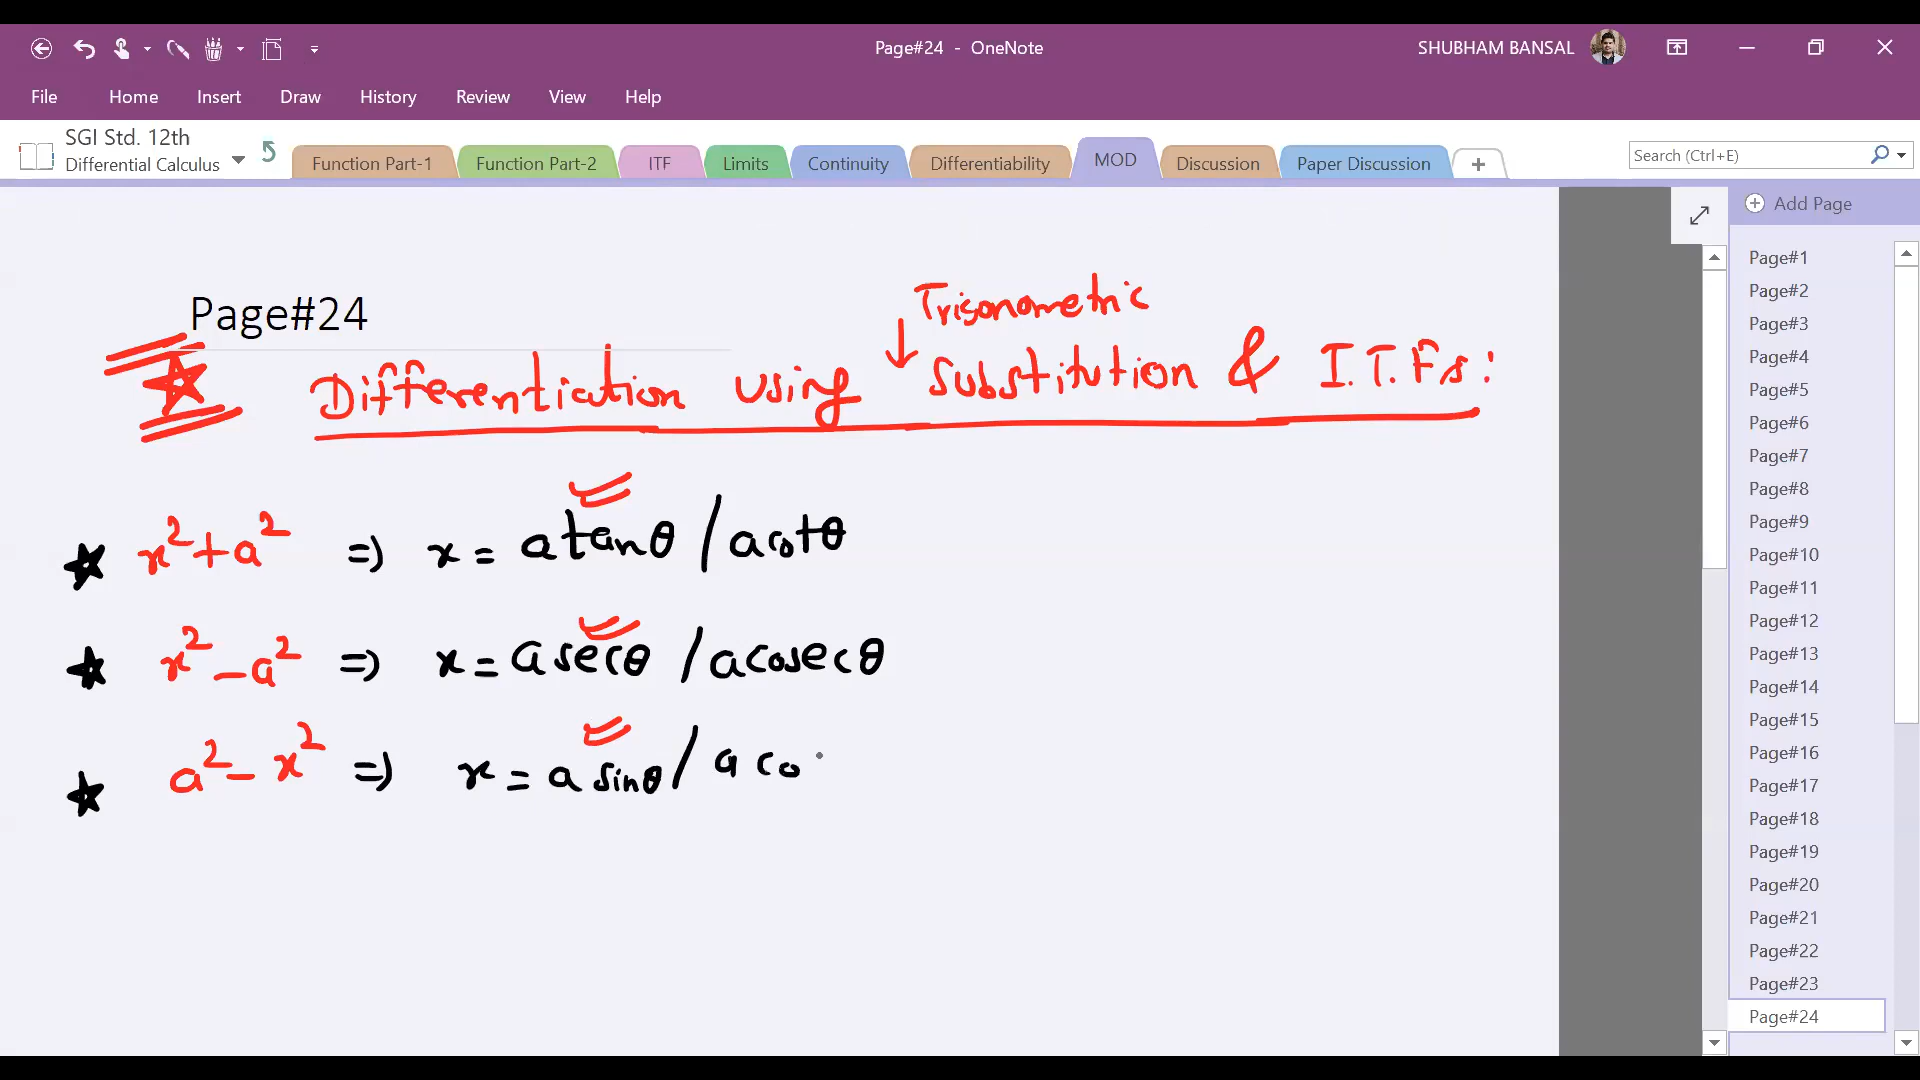 Page#24 - OneNote
SHUBHAM BANSAL
File Home Insert Draw History Review View Help
SGI Std. 12th
Differential Calculus
Function Part-1 Function Part-2 ITF Limits Continuity Differentiability MOD Discussion Paper Discussion +
Search (Ctrl+E)
Add Page
Page#24
Trigonometric
Differentiation using ↓ Substitution & I.T.Fs:
★ x²+a² ⇒ x = a tanθ / a cotθ
★ x²-a² ⇒ x = a secθ / a cosecθ
★ a²-x² ⇒ x = a sinθ / a co
Page#1
Page#2
Page#3
Page#4
Page#5
Page#6
Page#7
Page#8
Page#9
Page#10
Page#11
Page#12
Page#13
Page#14
Page#15
Page#16
Page#17
Page#18
Page#19
Page#20
Page#21
Page#22
Page#23
Page#24